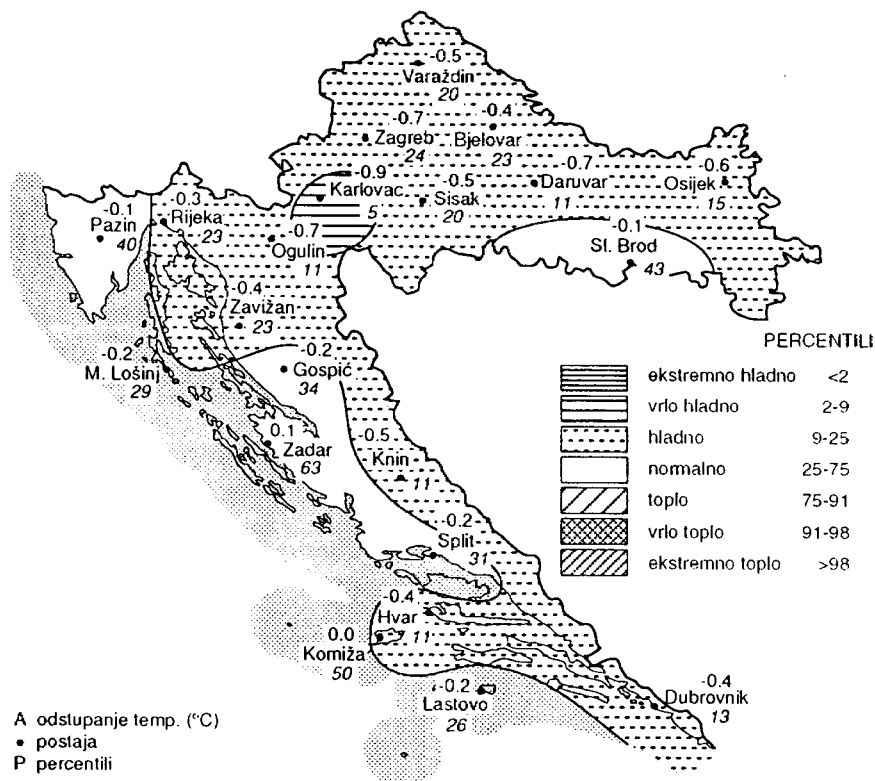 -0.5
Varaždin
20
-0.7
Zagreb
24
-0.4
Bjelovar
23
-0.9
Karlovac
5
-0.5
Sisak
20
-0.7
Daruvar
11
-0.6
Osijek
15
-0.1
Sl. Brod
43
-0.1
Pazin
40
-0.3
Rijeka
23
-0.7
Ogulin
11
-0.4
Zavižan
23
-0.2
M. Lošinj
29
-0.2
Gospić
34
0.1
Zadar
63
-0.5
Knin
11
-0.2
Split
31
-0.4
Hvar
11
0.0
Komiža
50
-0.2
Lastovo
26
-0.4
Dubrovnik
13
PERCENTILI
ekstremno hladno <2
vrlo hladno 2-9
hladno 9-25
normalno 25-75
toplo 75-91
vrlo toplo 91-98
ekstremno toplo >98
A odstupanje temp. (°C)
• postaja
P percentili